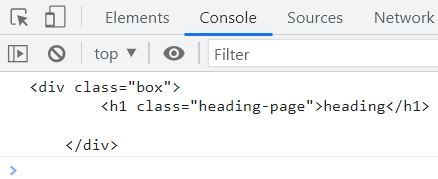 Elements Console Sources Network
top Filter
<div class="box">
<h1 class="heading-page">heading</h1>
</div>